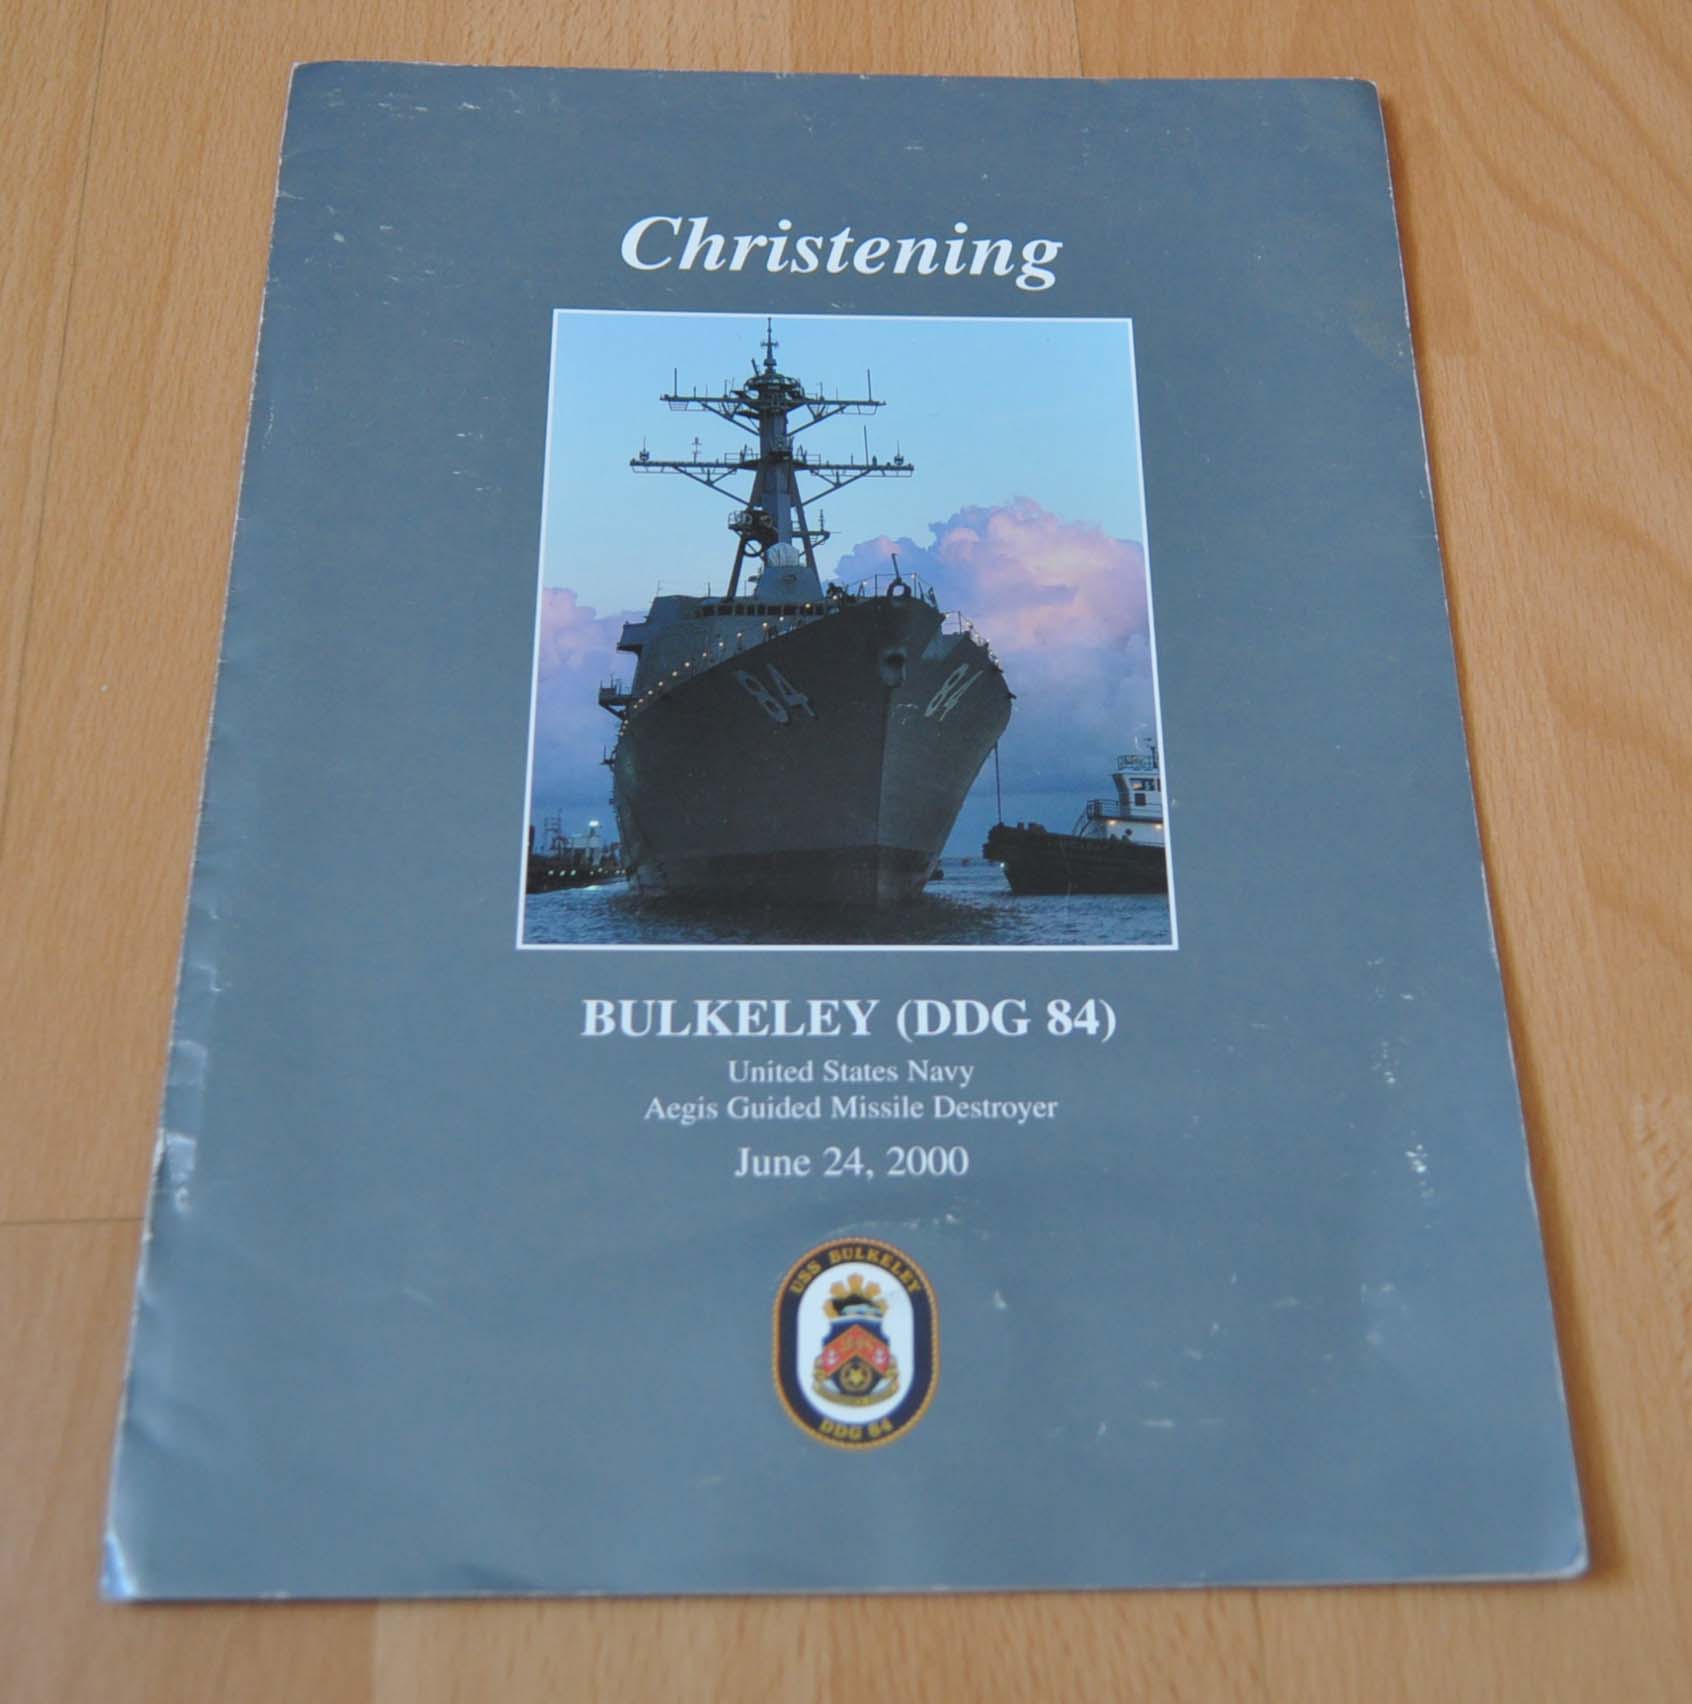 Christening
84 84
BULKELEY (DDG 84)
United States Navy
Aegis Guided Missile Destroyer
June 24, 2000
USS BULKELEY
DDG 84